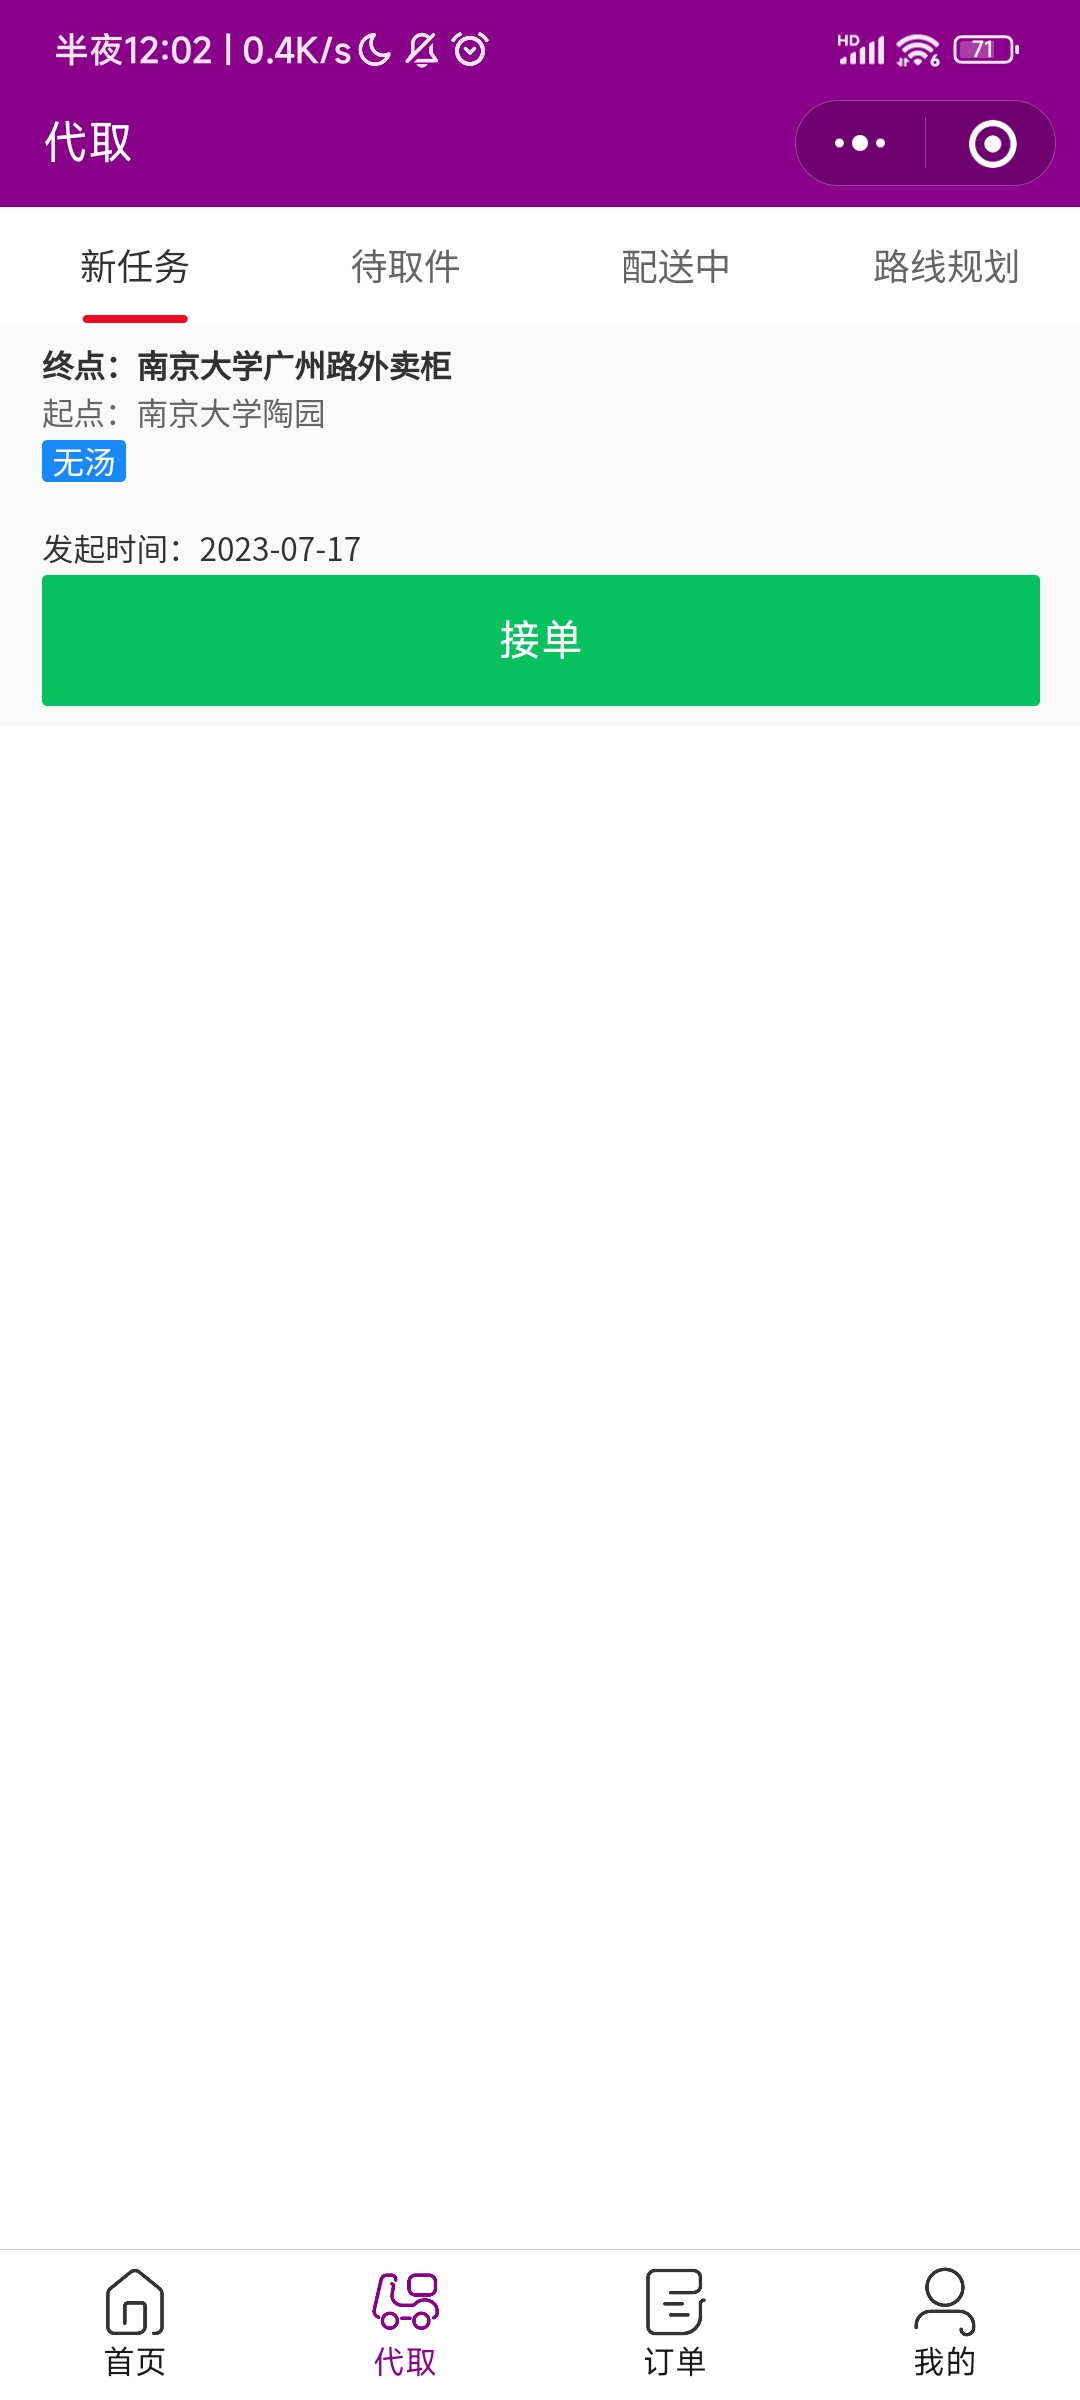 半夜12:02 | 0.4K/s HD 6 71
代取
新任务 待取件 配送中 路线规划
终点：南京大学广州路外卖柜
起点：南京大学陶园
无汤
发起时间：2023-07-17
接单
首页 代取 订单 我的